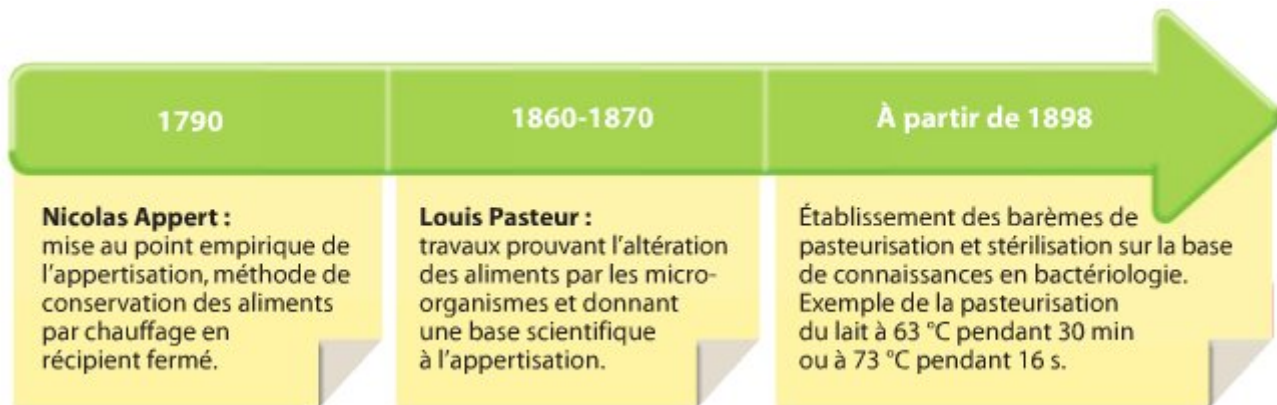 1790
1860-1870
À partir de 1898
Nicolas Appert :
mise au point empirique de
l'appertisation, méthode de
conservation des aliments
par chauffage en
récipient fermé.
Louis Pasteur :
travaux prouvant l'altération
des aliments par les micro-
organismes et donnant
une base scientifique
à l'appertisation.
Établissement des barèmes de
pasteurisation et stérilisation sur la base
de connaissances en bactériologie.
Exemple de la pasteurisation
du lait à 63 °C pendant 30 min
ou à 73 °C pendant 16 s.